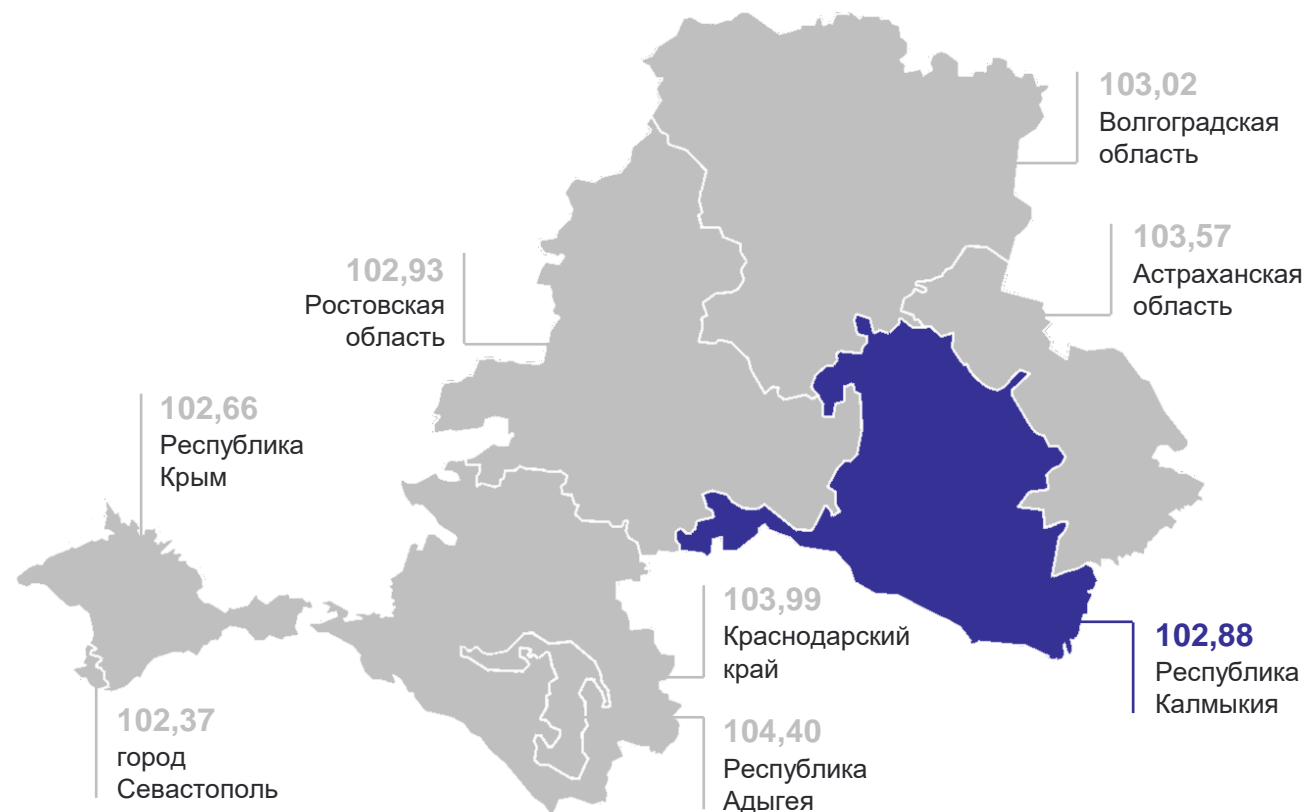 103,02
Волгоградская
область
103,57
Астраханская
область
102,93
Ростовская
область
102,66
Республика
Крым
103,99
Краснодарский
край
102,88
Республика
Калмыкия
102,37
город
Севастополь
104,40
Республика
Адыгея